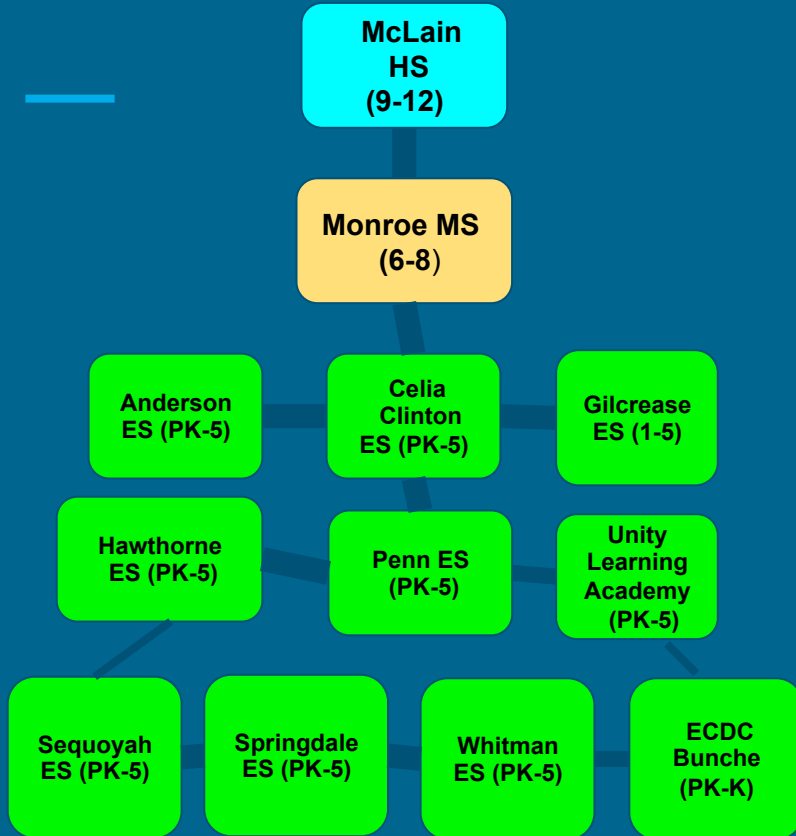 McLain
HS
(9-12)
Monroe MS
(6-8)
Anderson
ES (PK-5)
Celia
Clinton
ES (PK-5)
Gilcrease
ES (1-5)
Hawthorne
ES (PK-5)
Penn ES
(PK-5)
Unity
Learning
Academy
(PK-5)
Sequoyah
ES (PK-5)
Springdale
ES (PK-5)
Whitman
ES (PK-5)
ECDC
Bunche
(PK-K)